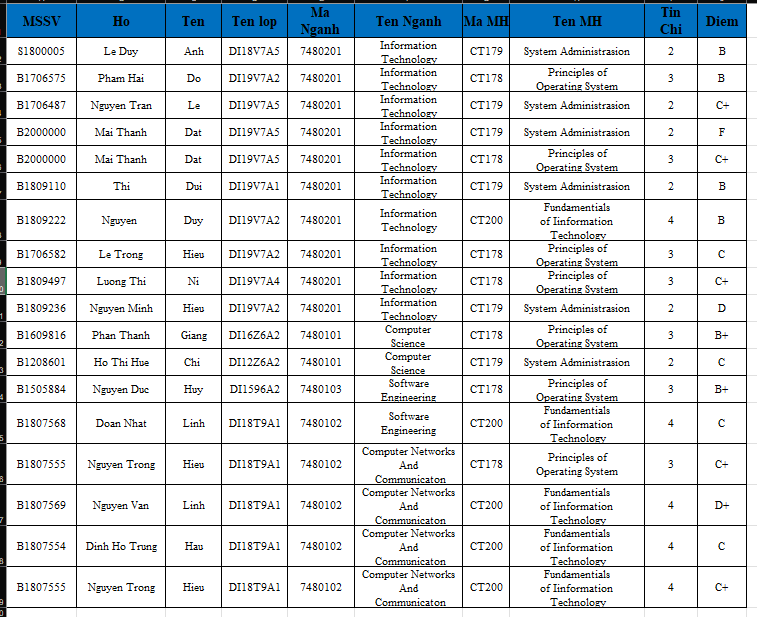 MSSV Ho Ten Ten lop Ma Nganh Ten Nganh Ma MH Ten MH Tin Chi Diem
S1800005 Le Duy Anh DI18V7A5 7480201 Information Technology CT179 System Administrasion 2 B
B1706575 Pham Hai Do DI19V7A2 7480201 Information Technology CT178 Principles of Operating System 3 B
B1706487 Nguyen Tran Le DI19V7A5 7480201 Information Technology CT179 System Administrasion 2 C+
B2000000 Mai Thanh Dat DI19V7A5 7480201 Information Technology CT179 System Administrasion 2 F
B2000000 Mai Thanh Dat DI19V7A5 7480201 Information Technology CT178 Principles of Operating System 3 C+
B1809110 Thi Dui DI19V7A1 7480201 Information Technology CT179 System Administrasion 2 B
B1809222 Nguyen Duy DI19V7A2 7480201 Information Technology CT200 Fundamentials of Iinformation Technology 4 B
B1706582 Le Trong Hieu DI19V7A2 7480201 Information Technology CT178 Principles of Operating System 3 C
B1809497 Luong Thi Ni DI19V7A4 7480201 Information Technology CT178 Principles of Operating System 3 C+
B1809236 Nguyen Minh Hieu DI19V7A2 7480201 Information Technology CT179 System Administrasion 2 D
B1609816 Phan Thanh Giang DI16Z6A2 7480101 Computer Science CT178 Principles of Operating System 3 B+
B1208601 Ho Thi Hue Chi DI12Z6A2 7480101 Computer Science CT179 System Administrasion 2 C
B1505884 Nguyen Duc Huy DI1596A2 7480103 Software Engineering CT178 Principles of Operating System 3 B+
B1807568 Doan Nhat Linh DI18T9A1 7480102 Software Engineering CT200 Fundamentials of Iinformation Technology 4 C
B1807555 Nguyen Trong Hieu DI18T9A1 7480102 Computer Networks And Communicaton CT178 Principles of Operating System 3 C+
B1807569 Nguyen Van Linh DI18T9A1 7480102 Computer Networks And Communicaton CT200 Fundamentials of Iinformation Technology 4 D+
B1807554 Dinh Ho Trung Hau DI18T9A1 7480102 Computer Networks And Communicaton CT200 Fundamentials of Iinformation Technology 4 C
B1807555 Nguyen Trong Hieu DI18T9A1 7480102 Computer Networks And Communicaton CT200 Fundamentials of Iinformation Technology 4 C+